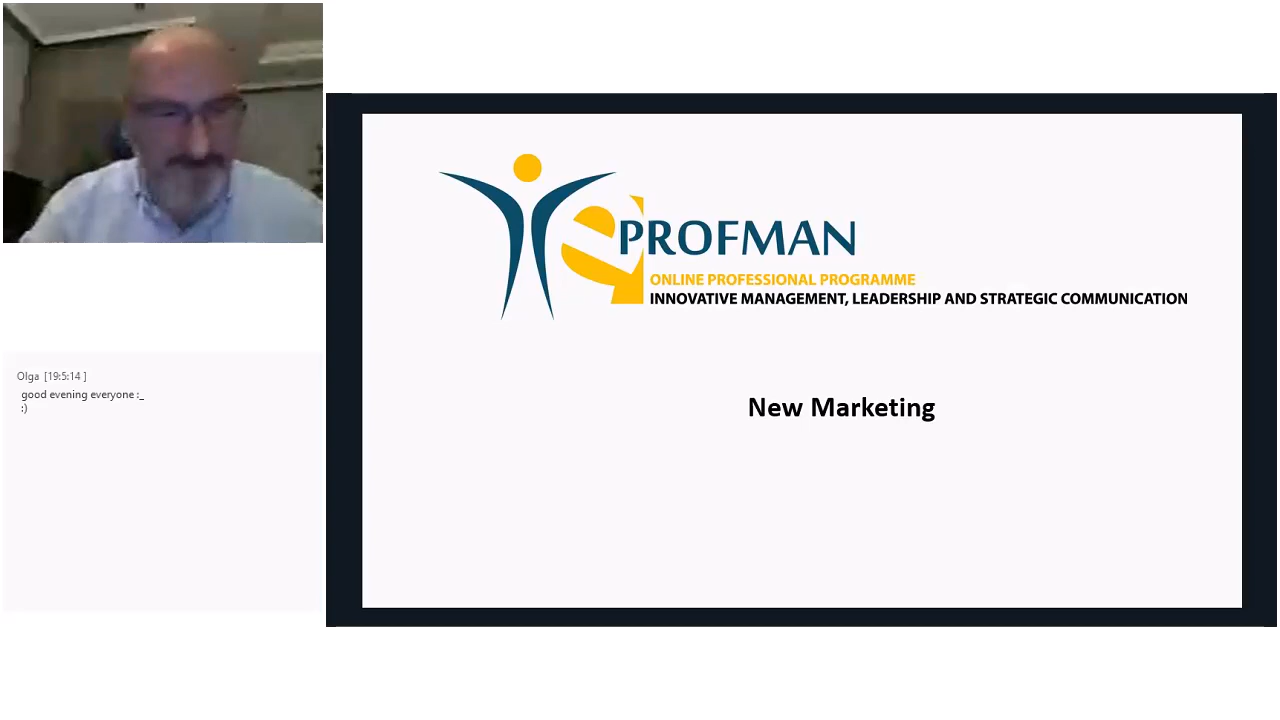 Olga [19:5:14 ]
good evening everyone :_
:)
PROFMAN
ONLINE PROFESSIONAL PROGRAMME
INNOVATIVE MANAGEMENT, LEADERSHIP AND STRATEGIC COMMUNICATION
New Marketing